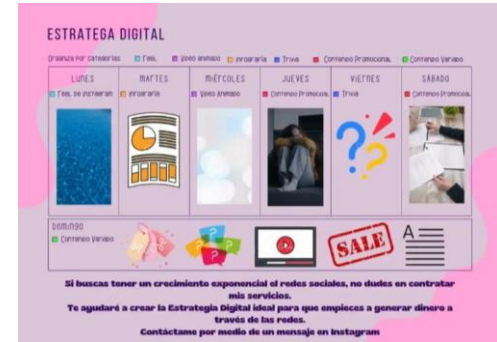 ESTRATEGA DIGITAL
Organiza por categorías Feel Video animado Infografía Trivia Contenido Promocional Contenido Variado
LUNES MARTES MIÉRCOLES JUEVES VIERNES SÁBADO
Feel de Instagram Infografía Video Animado Contenido Promocional Trivia Contenido Promocional
DOMINGO
Contenido Variado
SALE
A
Si buscas tener un crecimiento exponencial el redes sociales, no dudes en contratar
mis servicios.
Te ayudaré a crear la Estrategia Digital ideal para que empieces a generar dinero a
través de las redes.
Contáctame por medio de un mensaje en Instagram